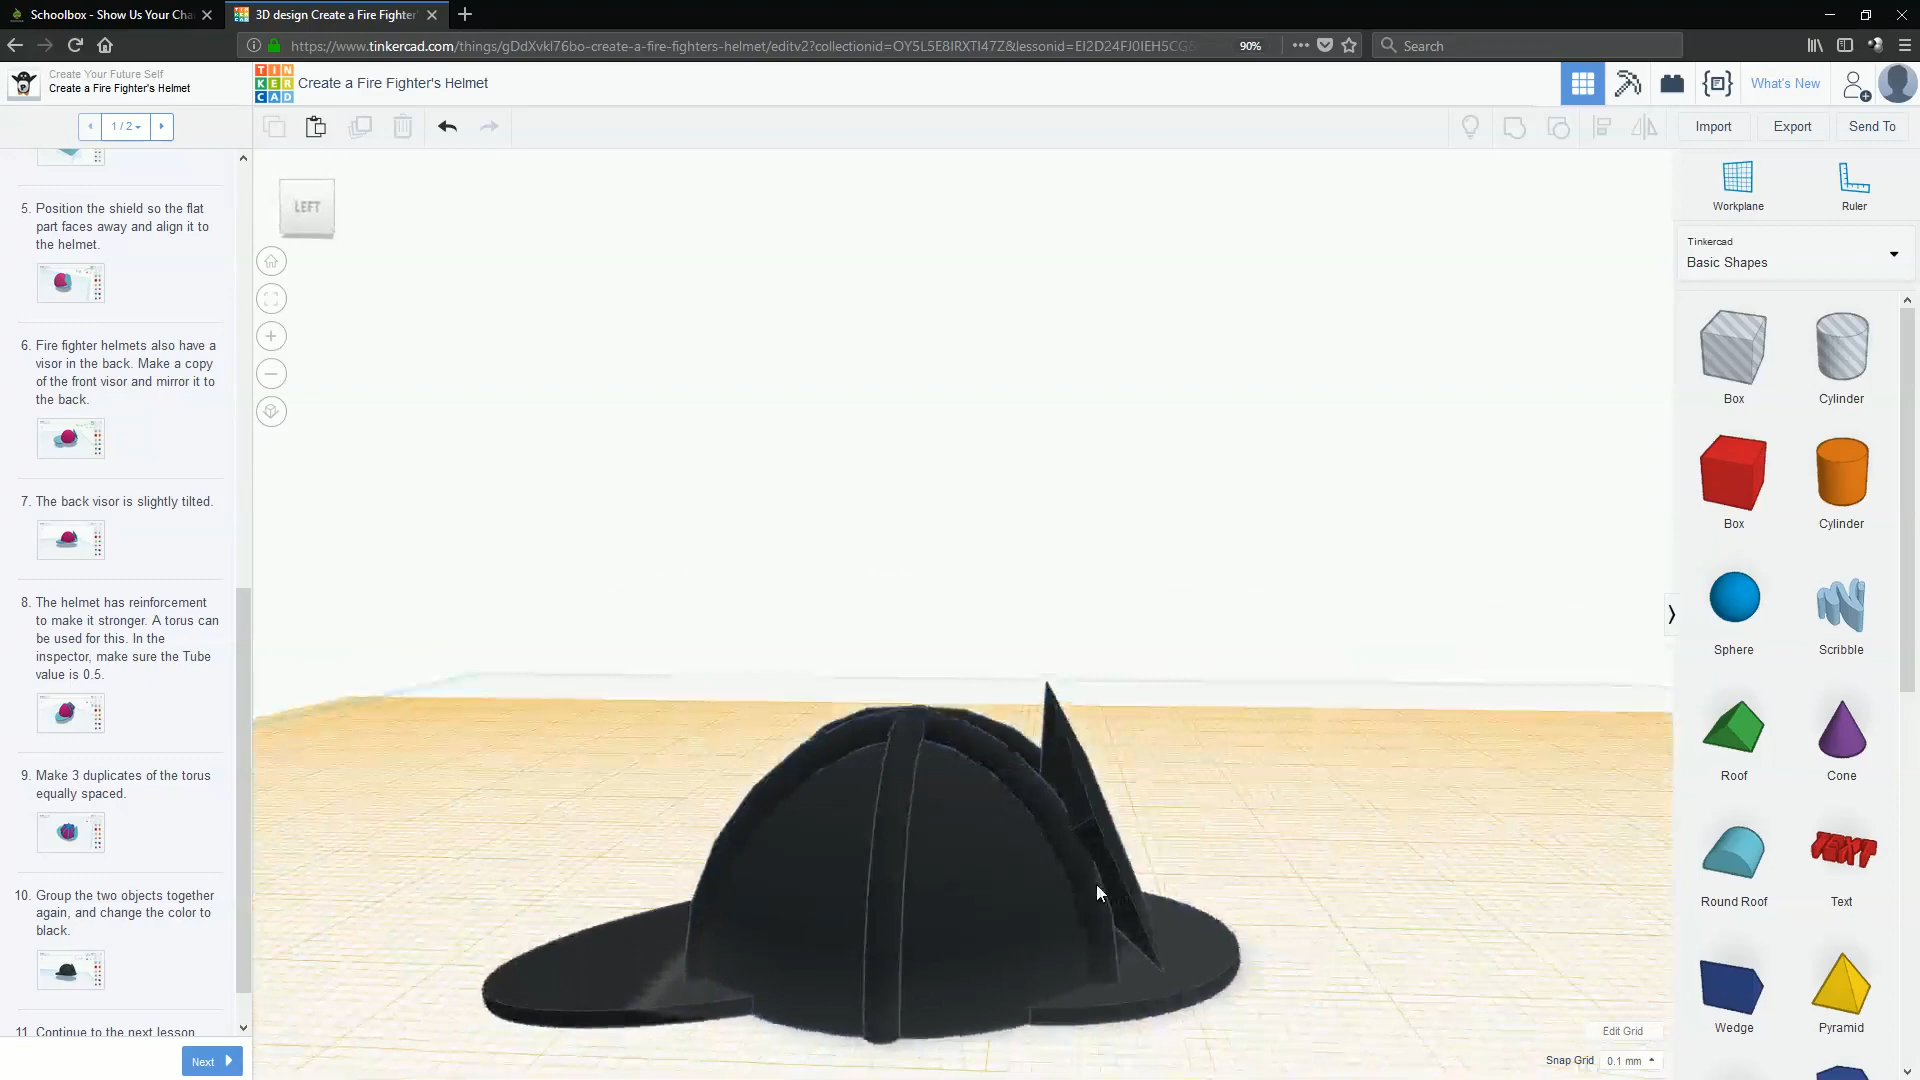 Schoolbox - Show Us Your Cha
3D design Create a Fire Fighter'
https://www.tinkercad.com/things/gDdXvkl76bo-create-a-fire-fighters-helmet/editv2?collectionid=OY5L5E8IRXTI47Z&lessonid=EI2D24FJ0IEH5CG&
90%
Search
Create Your Future Self
Create a Fire Fighter's Helmet
TIN
KER
CAD
Create a Fire Fighter's Helmet
What's New
1 / 2
Import
Export
Send To
5. Position the shield so the flat
part faces away and align it to
the helmet.
6. Fire fighter helmets also have a
visor in the back. Make a copy
of the front visor and mirror it to
the back.
7. The back visor is slightly tilted.
8. The helmet has reinforcement
to make it stronger. A torus can
be used for this. In the
inspector, make sure the Tube
value is 0.5.
9. Make 3 duplicates of the torus
equally spaced.
10. Group the two objects together
again, and change the color to
black.
11. Continue to the next lesson
Next
LEFT
Workplane
Ruler
Tinkercad
Basic Shapes
Box
Cylinder
Box
Cylinder
Sphere
Scribble
Roof
Cone
TEXT
Round Roof
Text
Wedge
Pyramid
Edit Grid
Snap Grid
0.1 mm